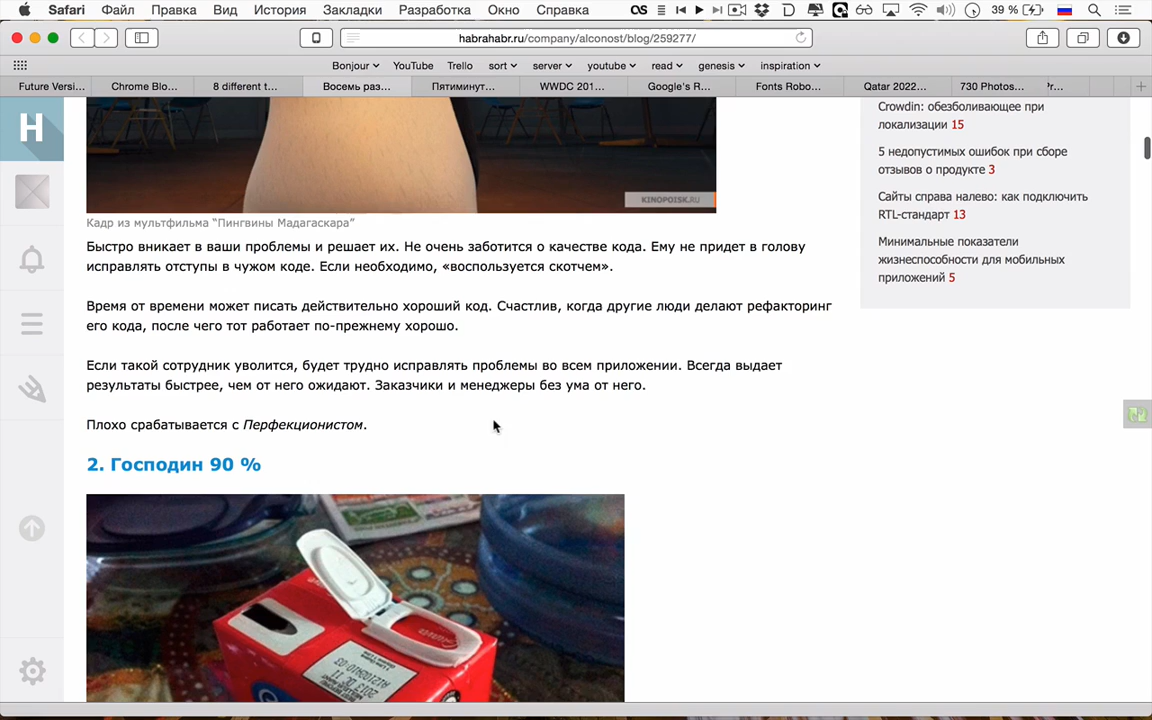 Safari Файл Правка Вид История Закладки Разработка Окно Справка 39 %
habrahabr.ru/company/alconost/blog/259277/
Bonjour YouTube Trello sort server youtube read genesis inspiration
Future Versi... Chrome Blo... 8 different t... Восемь раз... Пятиминут... WWDC 201... Google's R... Fonts Robo... Qatar 2022... 730 Photos...
H
KINOPOISK.RU
Кадр из мультфильма “Пингвины Мадагаскара”
Быстро вникает в ваши проблемы и решает их. Не очень заботится о качестве кода. Ему не придет в голову
исправлять отступы в чужом коде. Если необходимо, «воспользуется скотчем».
Время от времени может писать действительно хороший код. Счастлив, когда другие люди делают рефакторинг
его кода, после чего тот работает по-прежнему хорошо.
Если такой сотрудник уволится, будет трудно исправлять проблемы во всем приложении. Всегда выдает
результаты быстрее, чем от него ожидают. Заказчики и менеджеры без ума от него.
Плохо срабатывается с Перфекционистом.
2. Господин 90 %
Crowdin: обезболивающее при
локализации 15
5 недопустимых ошибок при сборе
отзывов о продукте 3
Сайты справа налево: как подключить
RTL-стандарт 13
Минимальные показатели
жизнеспособности для мобильных
приложений 5